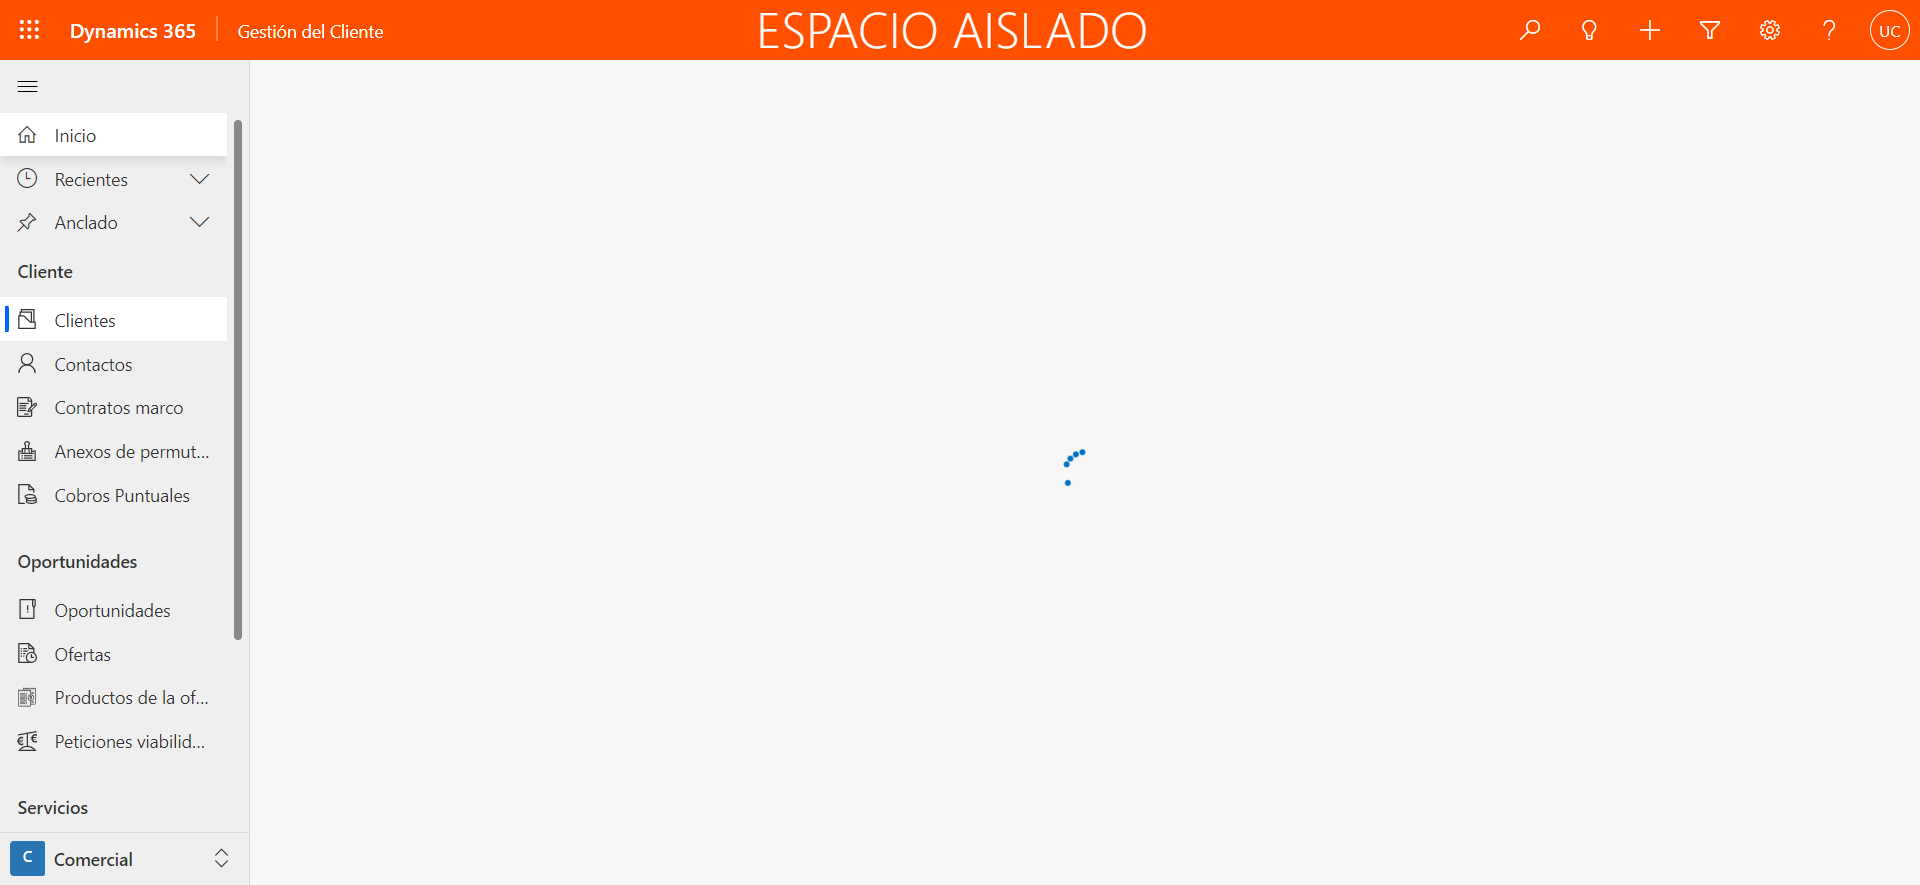 Dynamics 365
Gestión del Cliente
ESPACIO AISLADO
UC
Inicio
Recientes
Anclado
Cliente
Clientes
Contactos
Contratos marco
Anexos de permut...
Cobros Puntuales
Oportunidades
Oportunidades
Ofertas
Productos de la of...
Peticiones viabilid...
Servicios
C Comercial